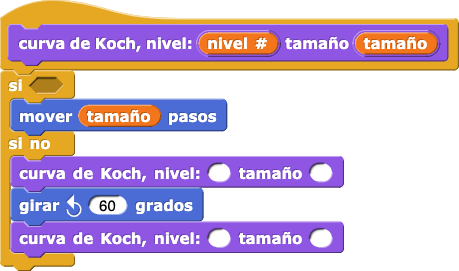 curva de Koch, nivel: nivel # tamaño tamaño
si
mover tamaño pasos
si no
curva de Koch, nivel: tamaño
girar 60 grados
curva de Koch, nivel: tamaño